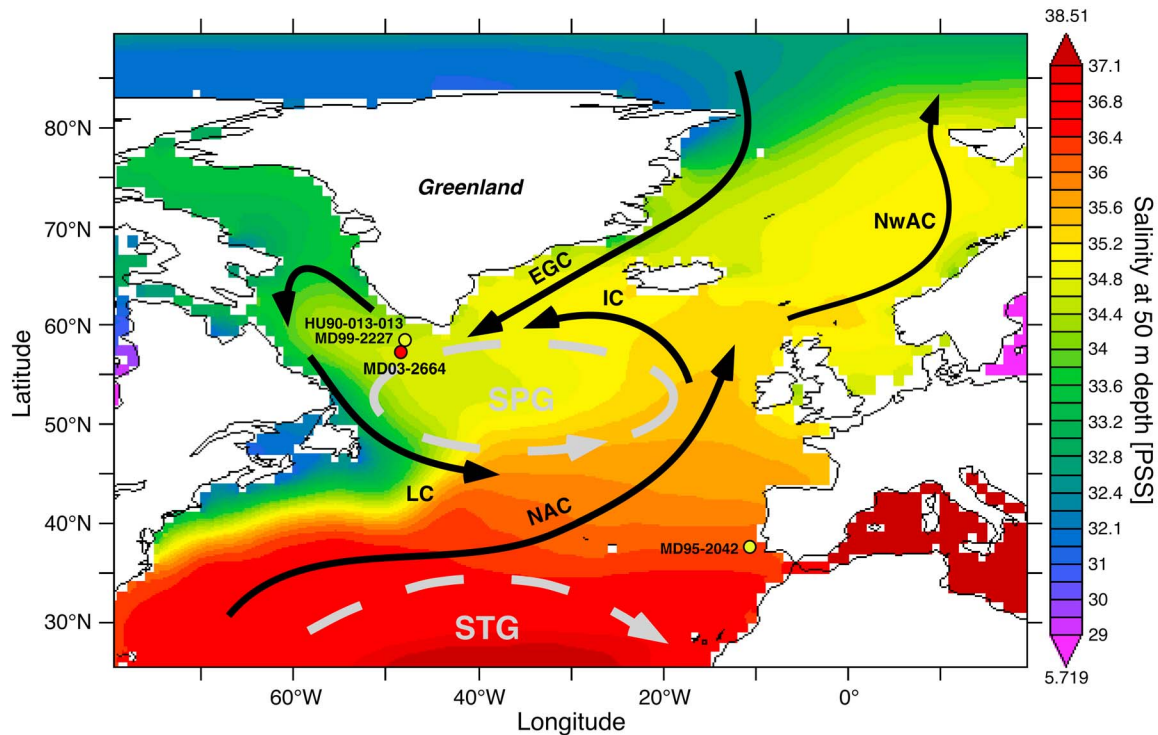 38.51
80°N
70°N
60°N
50°N
40°N
30°N
Latitude
Greenland
NwAC
EGC
IC
HU90-013-013
MD99-2227
MD03-2664
SPG
LC
NAC
MD95-2042
STG
60°W
40°W
20°W
0°
Longitude
37.1
36.8
36.4
36
35.6
35.2
34.8
34.4
34
33.6
33.2
32.8
32.4
32.1
31
30
29
5.719
Salinity at 50 m depth [PSS]